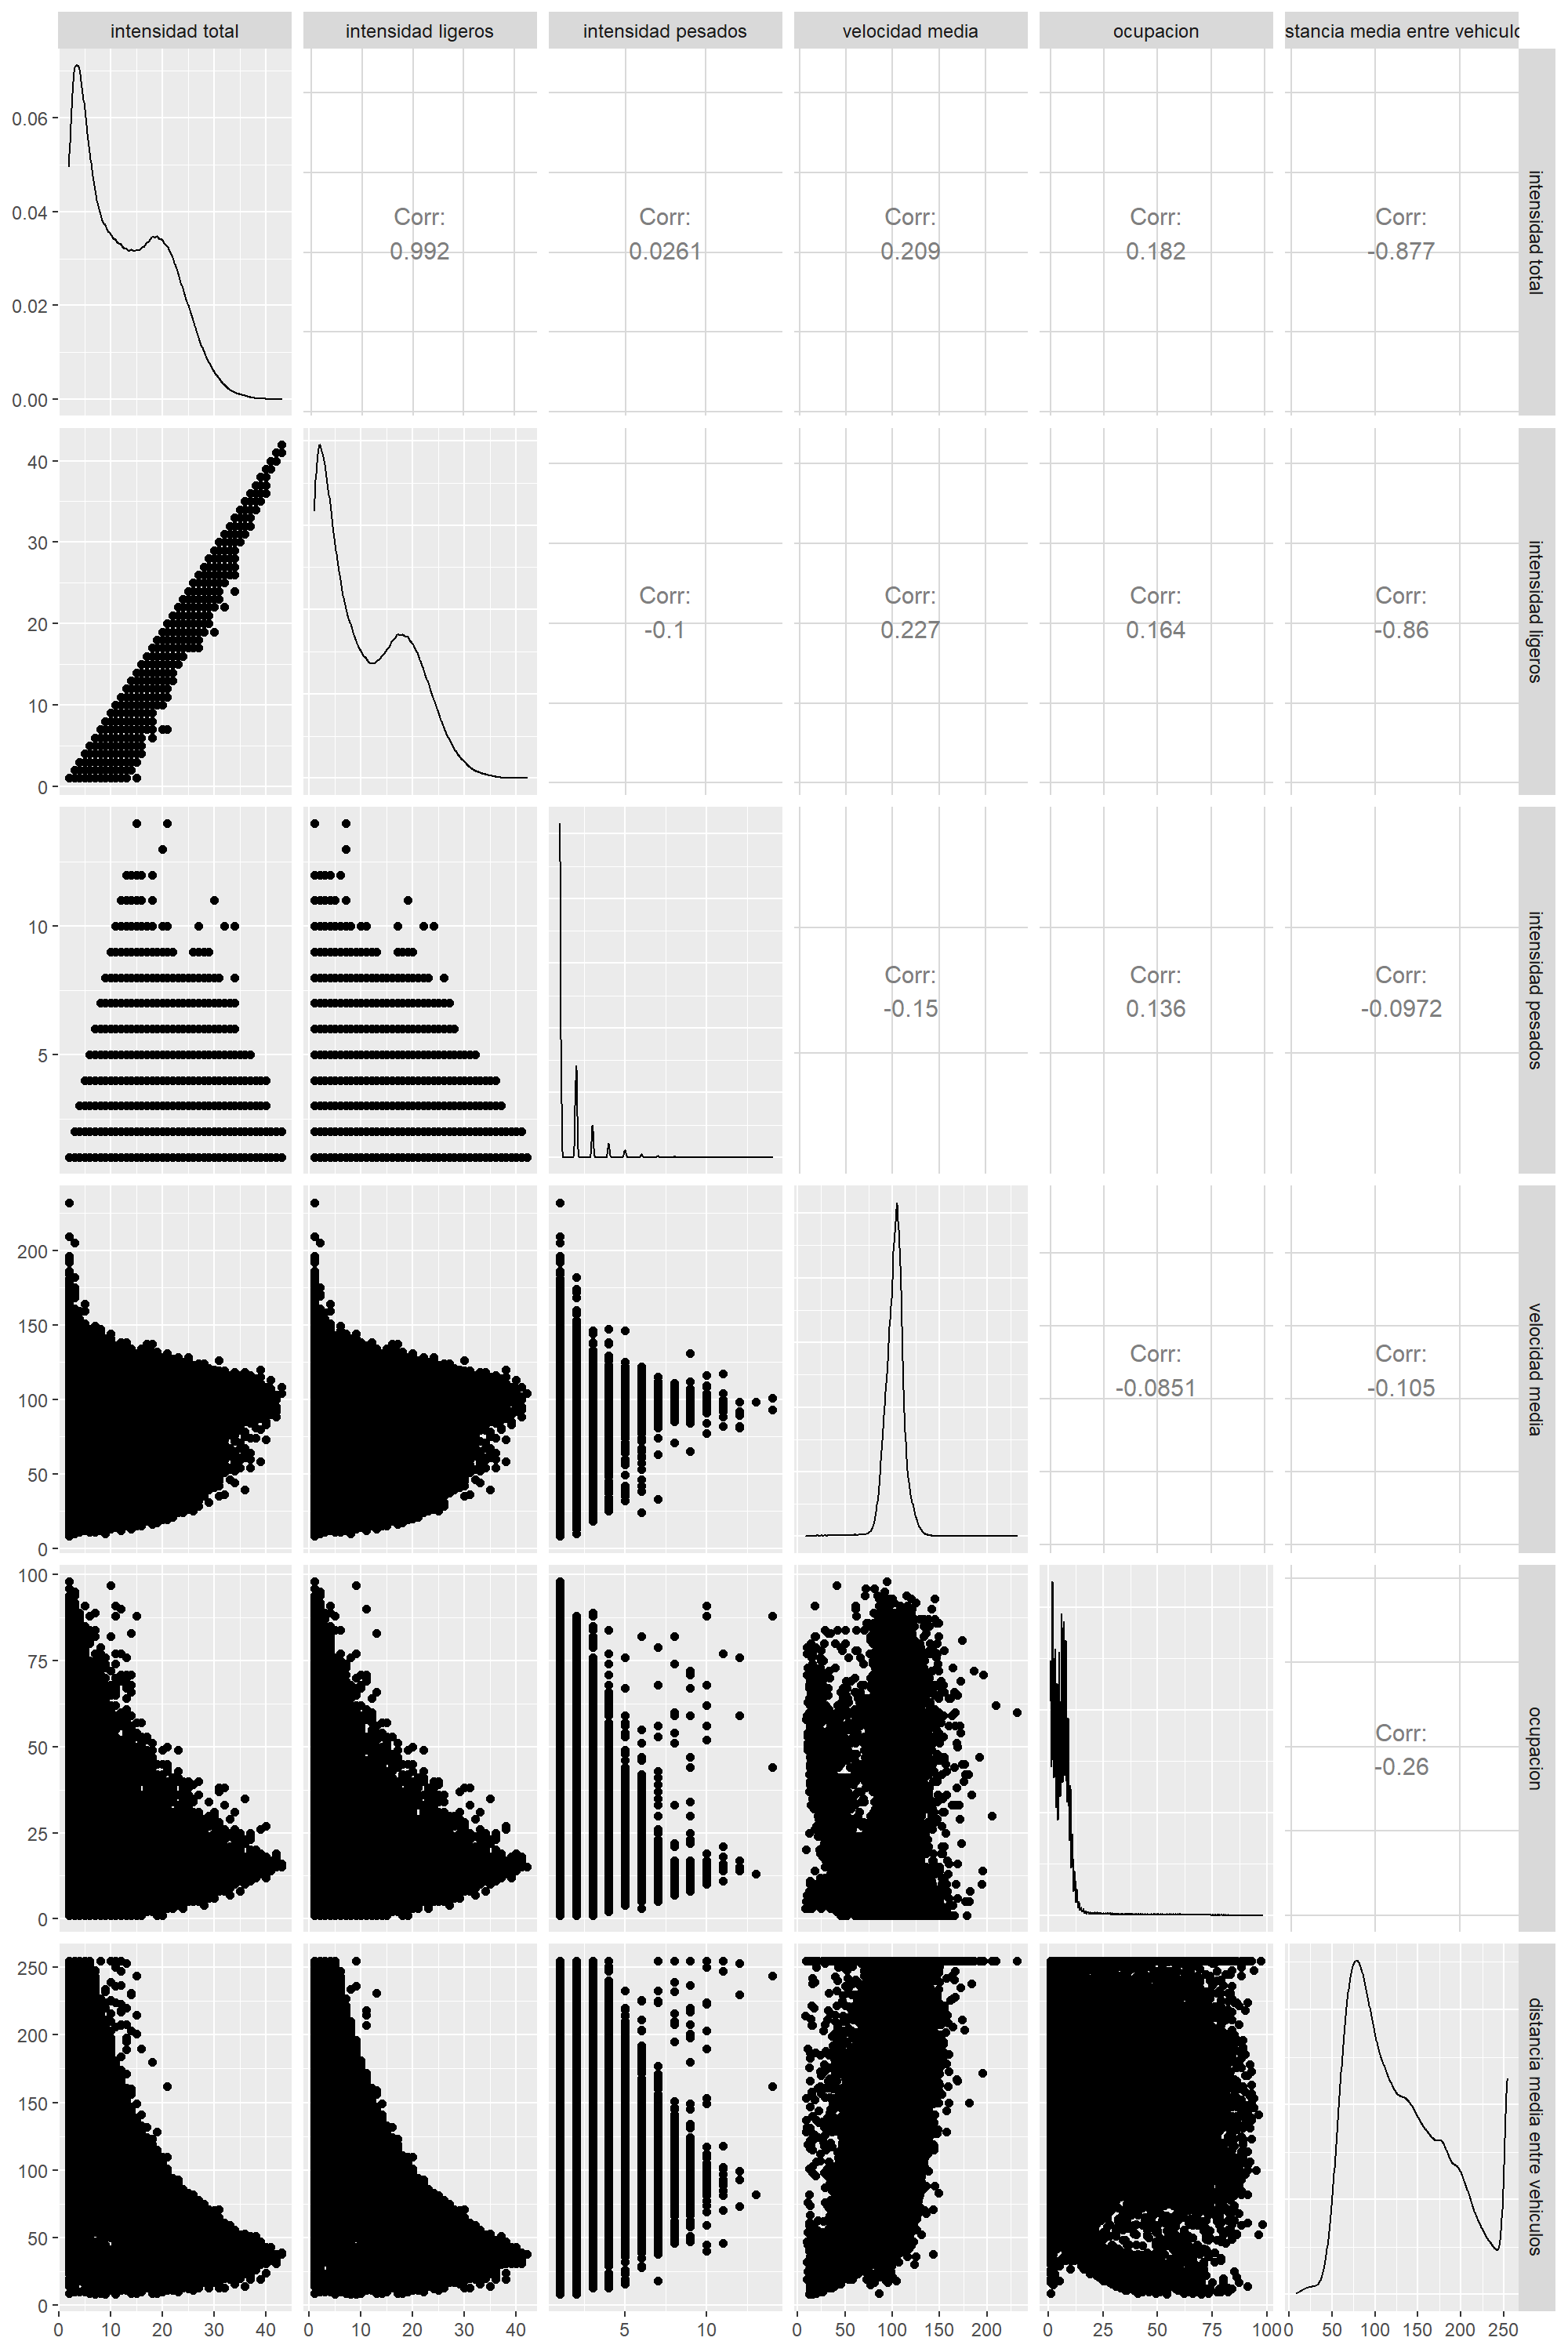 intensidad total
intensidad ligeros
intensidad pesados
velocidad media
ocupacion
stancia media entre vehiculo
0.06
0.04
0.02
0.00
Corr:
0.992
Corr:
0.0261
Corr:
0.209
Corr:
0.182
Corr:
-0.877
intensidad total
40
30
20
10
0
Corr:
-0.1
Corr:
0.227
Corr:
0.164
Corr:
-0.86
intensidad ligeros
10
5
Corr:
-0.15
Corr:
0.136
Corr:
-0.0972
intensidad pesados
200
150
100
50
0
Corr:
-0.0851
Corr:
-0.105
velocidad media
100
75
50
25
0
Corr:
-0.26
ocupacion
250
200
150
100
50
0
distancia media entre vehiculos
0 10 20 30 40
0 10 20 30 40
5 10
0 50 100 150 200
0 25 50 75 100
0 50 100 150 200 250